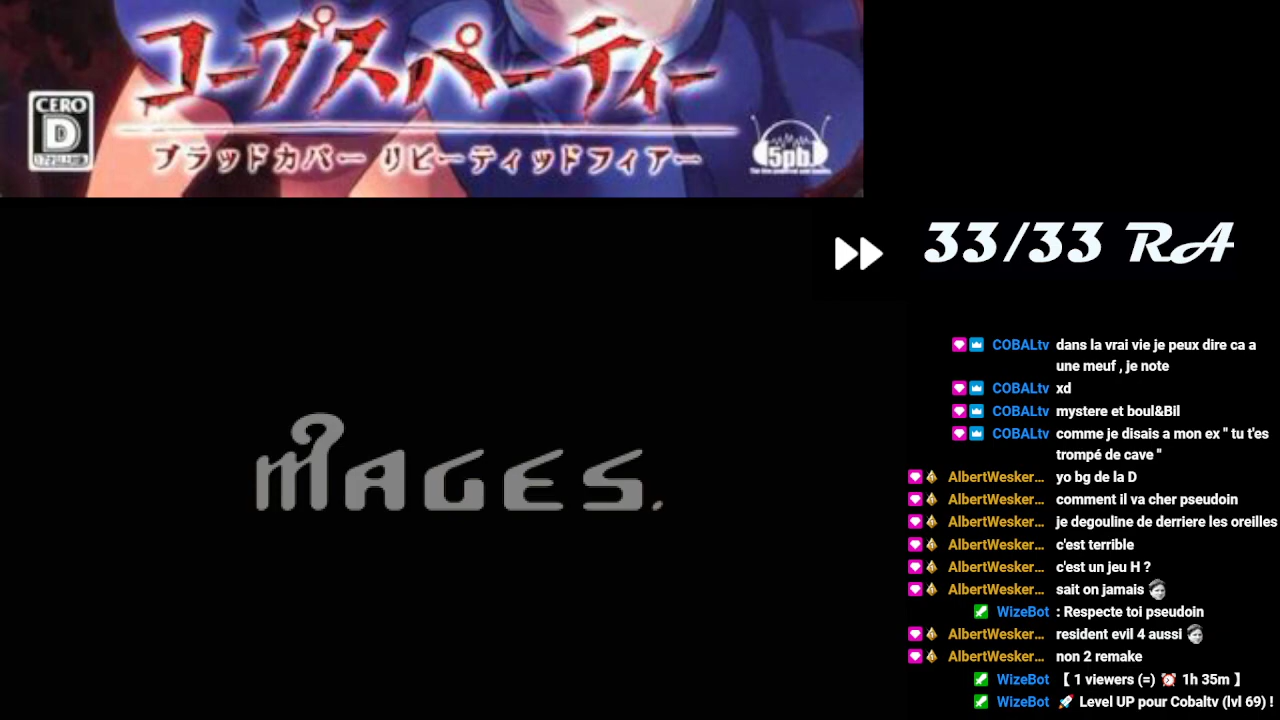 コープスパーティー
CERO
D
ブラッドカバー リピーティッドフィアー
5pb.
33/33 RA
MAGES.
COBALtv dans la vrai vie je peux dire ca a
une meuf , je note
COBALtv xd
COBALtv mystere et boul&Bil
COBALtv comme je disais a mon ex " tu t'es
trompé de cave "
AlbertWesker... yo bg de la D
AlbertWesker... comment il va cher pseudoin
AlbertWesker... je degouline de derriere les oreilles
AlbertWesker... c'est terrible
AlbertWesker... c'est un jeu H ?
AlbertWesker... sait on jamais
WizeBot : Respecte toi pseudoin
AlbertWesker... resident evil 4 aussi
AlbertWesker... non 2 remake
WizeBot 【 1 viewers (=) ⏰ 1h 35m 】
WizeBot 🚀 Level UP pour Cobaltv (lvl 69) !